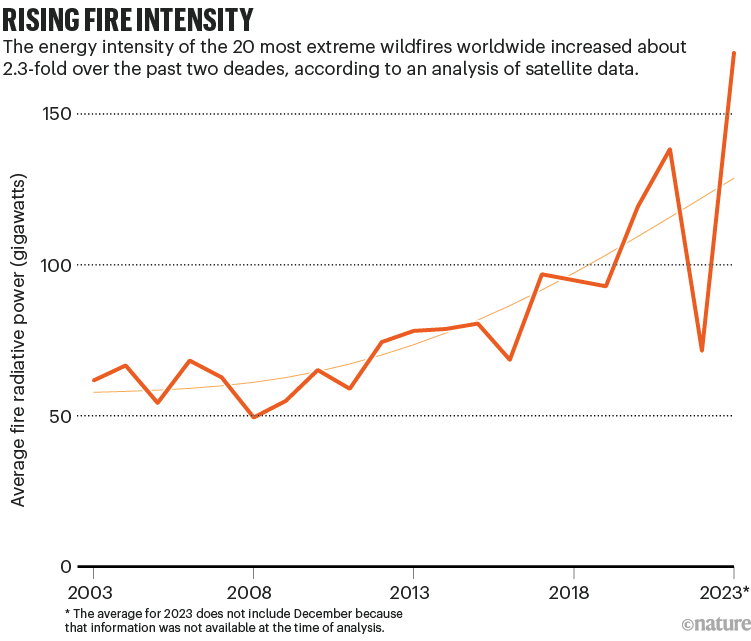 RISING FIRE INTENSITY
The energy intensity of the 20 most extreme wildfires worldwide increased about
2.3-fold over the past two deades, according to an analysis of satellite data.
Average fire radiative power (gigawatts)
150
100
50
0
2003 2008 2013 2018 2023*
* The average for 2023 does not include December because
that information was not available at the time of analysis.
©nature